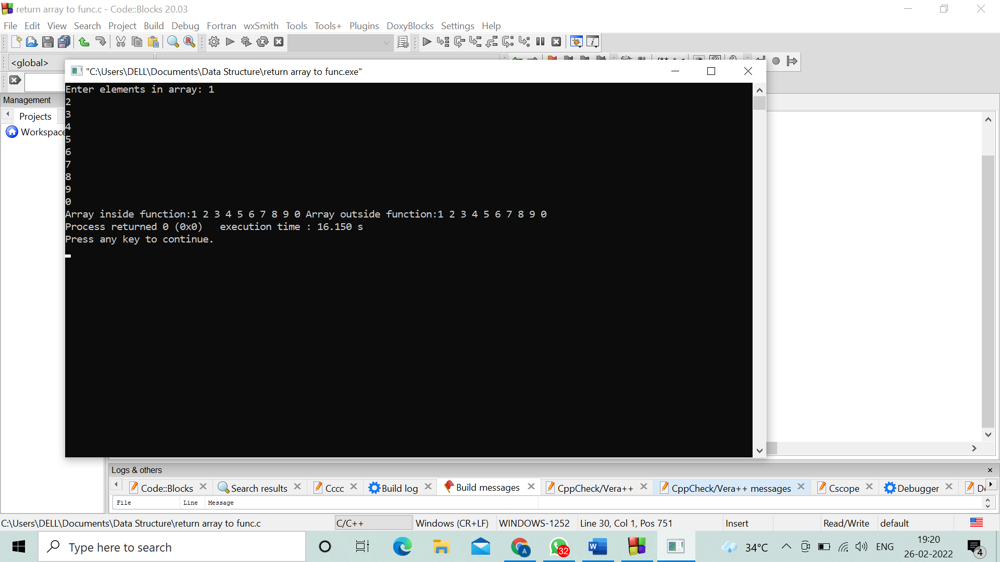 return array to func.c - Code::Blocks 20.03
File Edit View Search Project Build Debug Fortran wxSmith Tools Tools+ Plugins DoxyBlocks Settings Help
<global>
"C:\Users\DELL\Documents\Data Structure\return array to func.exe"
Management
Projects
Workspace
Enter elements in array: 1
2
3
4
5
6
7
8
9
0
Array inside function:1 2 3 4 5 6 7 8 9 0 Array outside function:1 2 3 4 5 6 7 8 9 0
Process returned 0 (0x0)   execution time : 16.150 s
Press any key to continue.
Logs & others
Code::Blocks Search results Cccc Build log Build messages CppCheck/Vera++ CppCheck/Vera++ messages Cscope Debugger
File Line Message
C:\Users\DELL\Documents\Data Structure\return array to func.c C/C++ Windows (CR+LF) WINDOWS-1252 Line 30, Col 1, Pos 751 Insert Read/Write default
Type here to search
32
34°C
ENG
19:20
26-02-2022
4